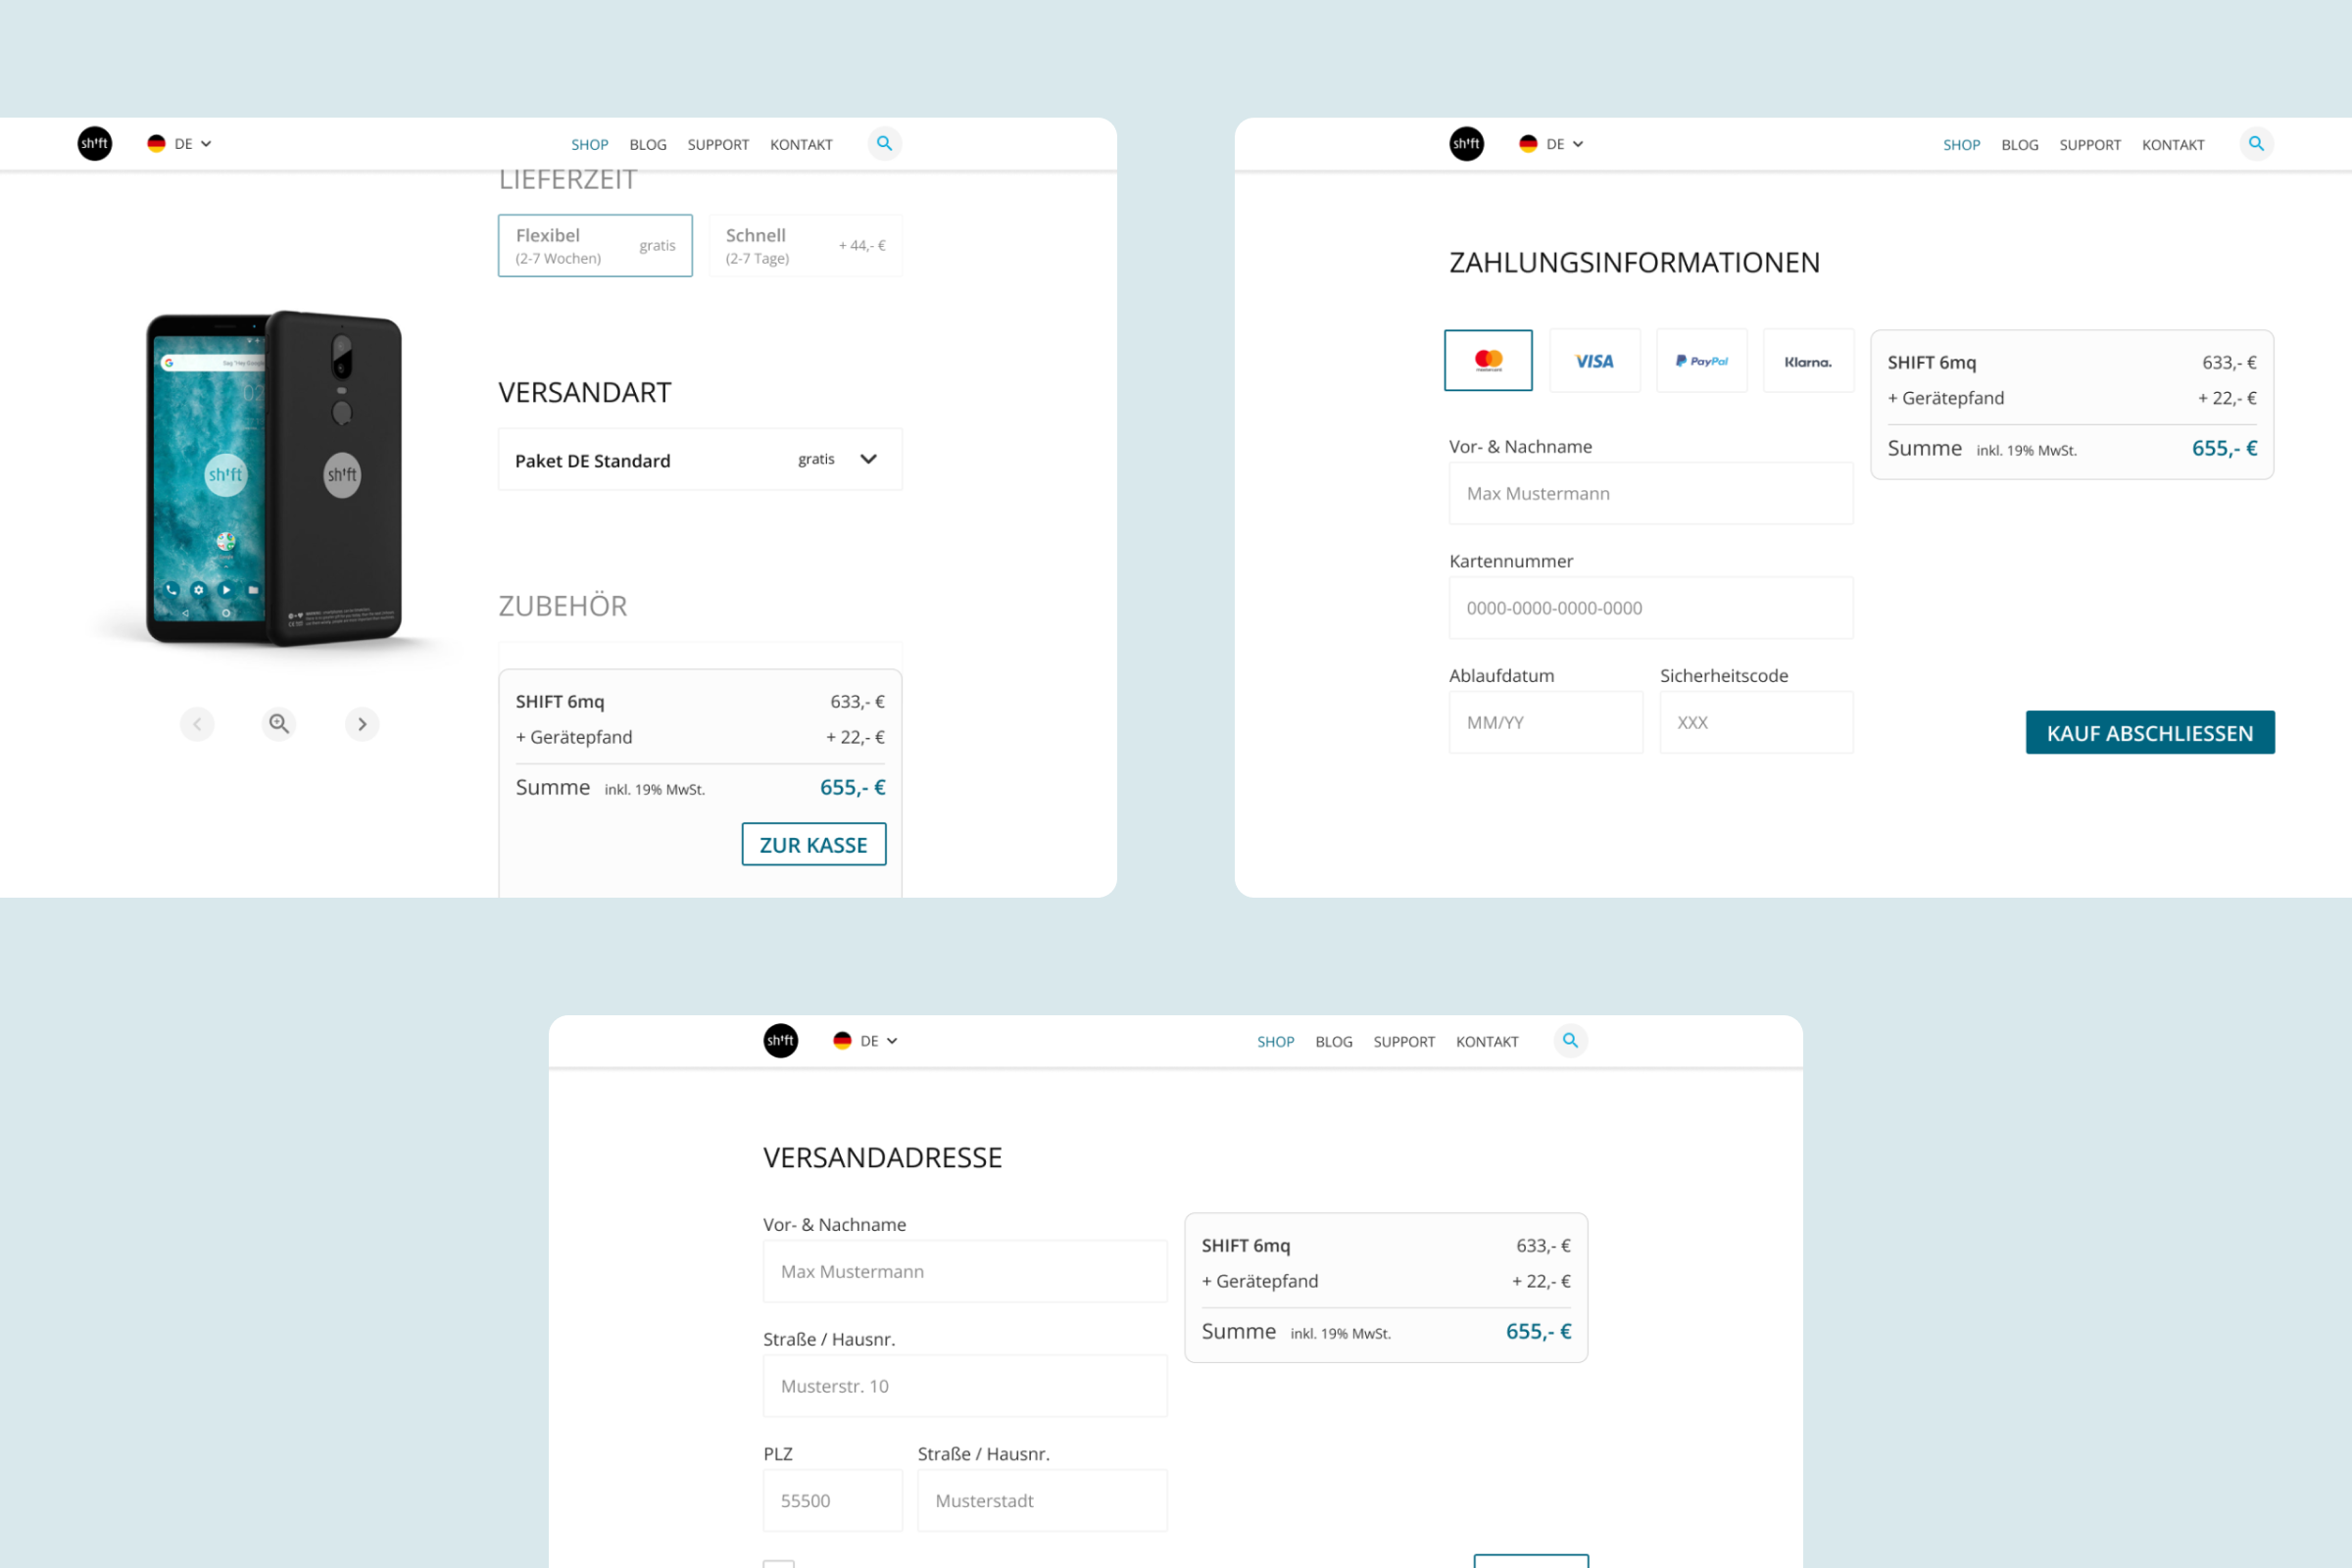 sh!ft
DE
SHOP BLOG SUPPORT KONTAKT
LIEFERZEIT
Flexibel
(2-7 Wochen)
gratis
Schnell
(2-7 Tage)
+ 44,- €
sh!ft
sh!ft
VERSANDART
Paket DE Standard gratis
ZUBEHÖR
SHIFT 6mq 633,- €
+ Gerätepfand + 22,- €
Summe inkl. 19% MwSt. 655,- €
ZUR KASSE
sh!ft
DE
SHOP BLOG SUPPORT KONTAKT
ZAHLUNGSINFORMATIONEN
mastercard
VISA
PayPal
Klarna.
Vor- & Nachname
Max Mustermann
Kartennummer
0000-0000-0000-0000
Ablaufdatum Sicherheitscode
MM/YY XXX
SHIFT 6mq 633,- €
+ Gerätepfand + 22,- €
Summe inkl. 19% MwSt. 655,- €
KAUF ABSCHLIESSEN
sh!ft
DE
SHOP BLOG SUPPORT KONTAKT
VERSANDADRESSE
Vor- & Nachname
Max Mustermann
Straße / Hausnr.
Musterstr. 10
PLZ Straße / Hausnr.
55500 Musterstadt
SHIFT 6mq 633,- €
+ Gerätepfand + 22,- €
Summe inkl. 19% MwSt. 655,- €